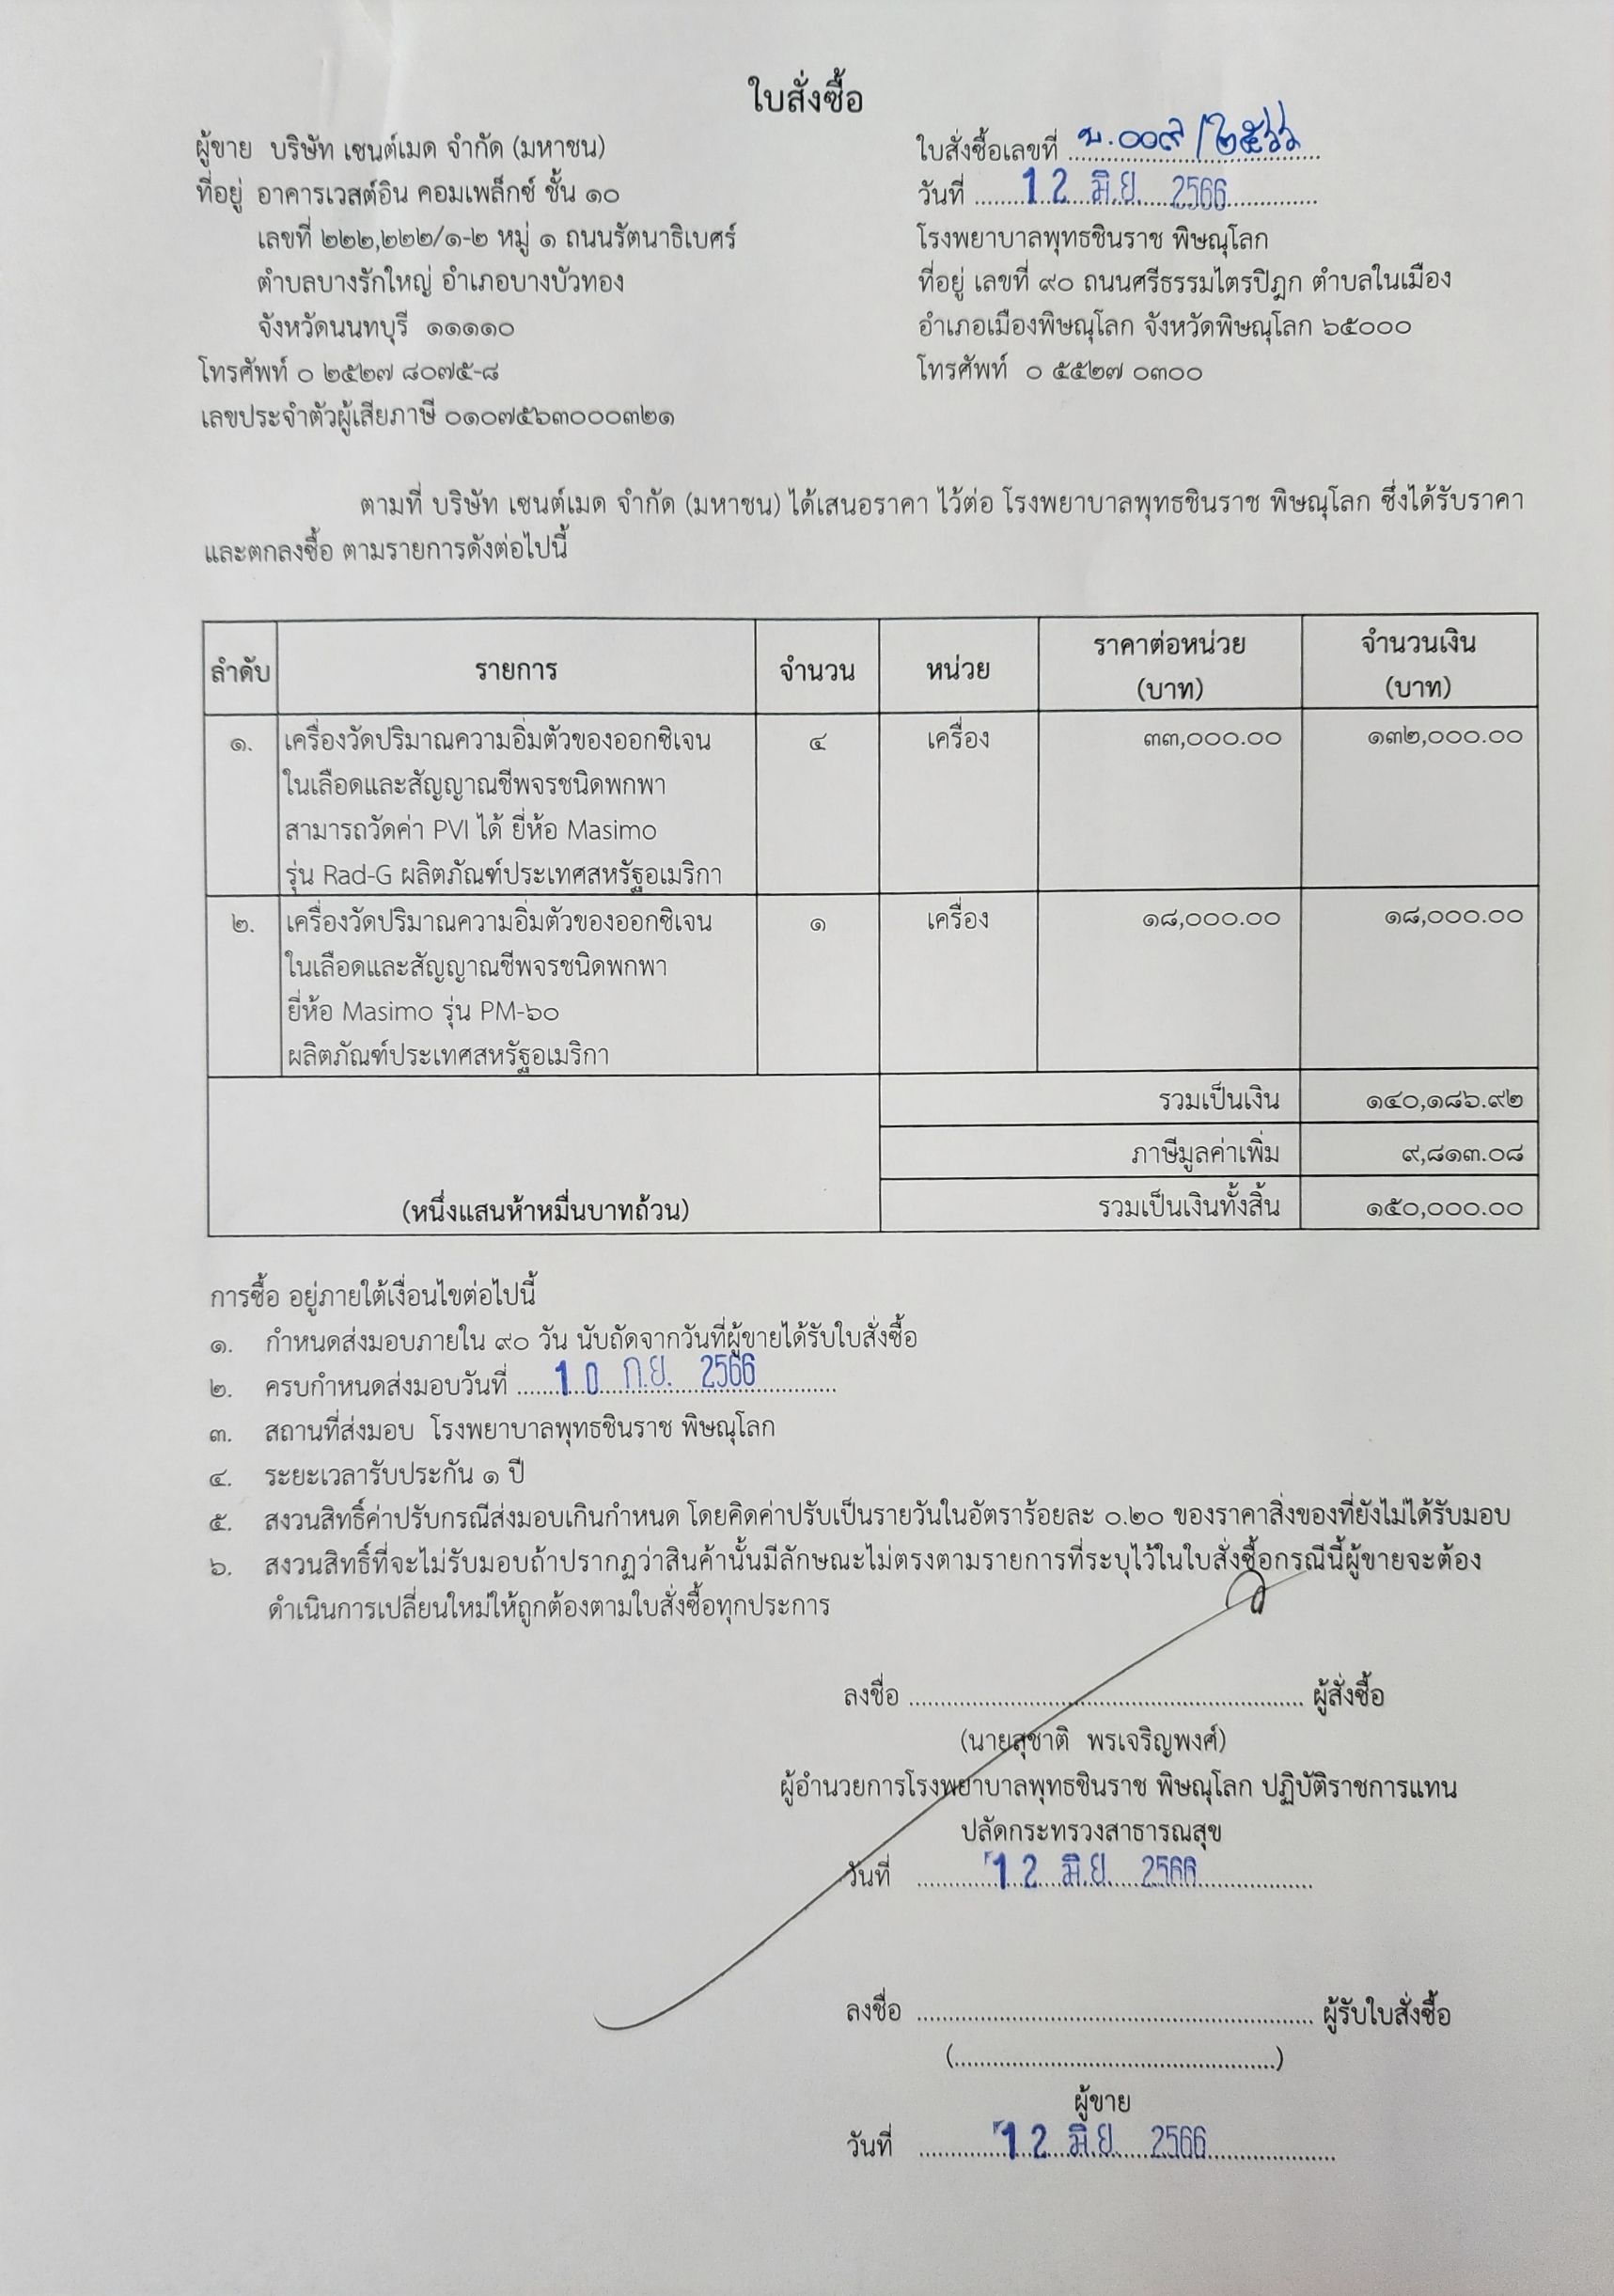 ใบสั่งซื้อ
ผู้ขาย บริษัท เซนต์เมด จำกัด (มหาชน)
ที่อยู่ อาคารเวสต์อิน คอมเพล็กซ์ ชั้น ๑๐
เลขที่ ๒๒๒,๒๒๒/๑-๒ หมู่ ๑ ถนนรัตนาธิเบศร์
ตำบลบางรักใหญ่ อำเภอบางบัวทอง
จังหวัดนนทบุรี ๑๑๑๑๐
โทรศัพท์ ๐ ๒๕๒๗ ๘๐๗๕-๘
เลขประจำตัวผู้เสียภาษี ๐๑๐๗๕๖๓๐๐๐๓๒๑
ใบสั่งซื้อเลขที่ พ.๐๐๙/๒๕๖๖
วันที่ 12 มิ.ย. 2566
โรงพยาบาลพุทธชินราช พิษณุโลก
ที่อยู่ เลขที่ ๙๐ ถนนศรีธรรมไตรปิฎก ตำบลในเมือง
อำเภอเมืองพิษณุโลก จังหวัดพิษณุโลก ๖๕๐๐๐
โทรศัพท์ ๐ ๕๕๒๗ ๐๓๐๐
ตามที่ บริษัท เซนต์เมด จำกัด (มหาชน) ได้เสนอราคา ไว้ต่อ โรงพยาบาลพุทธชินราช พิษณุโลก ซึ่งได้รับราคา
และตกลงซื้อ ตามรายการดังต่อไปนี้
ลำดับ รายการ จำนวน หน่วย ราคาต่อหน่วย (บาท) จำนวนเงิน (บาท)
๑. เครื่องวัดปริมาณความอิ่มตัวของออกซิเจน ๔ เครื่อง ๓๓,๐๐๐.๐๐ ๑๓๒,๐๐๐.๐๐
ในเลือดและสัญญาณชีพจรชนิดพกพา
สามารถวัดค่า PVI ได้ ยี่ห้อ Masimo
รุ่น Rad-G ผลิตภัณฑ์ประเทศสหรัฐอเมริกา
๒. เครื่องวัดปริมาณความอิ่มตัวของออกซิเจน ๑ เครื่อง ๑๘,๐๐๐.๐๐ ๑๘,๐๐๐.๐๐
ในเลือดและสัญญาณชีพจรชนิดพกพา
ยี่ห้อ Masimo รุ่น PM-๖๐
ผลิตภัณฑ์ประเทศสหรัฐอเมริกา
รวมเป็นเงิน ๑๔๐,๑๘๖.๙๒
ภาษีมูลค่าเพิ่ม ๙,๘๑๓.๐๘
(หนึ่งแสนห้าหมื่นบาทถ้วน) รวมเป็นเงินทั้งสิ้น ๑๕๐,๐๐๐.๐๐
การซื้อ อยู่ภายใต้เงื่อนไขต่อไปนี้
๑. กำหนดส่งมอบภายใน ๙๐ วัน นับถัดจากวันที่ผู้ขายได้รับใบสั่งซื้อ
๒. ครบกำหนดส่งมอบวันที่ 10 ก.ย. 2566
๓. สถานที่ส่งมอบ โรงพยาบาลพุทธชินราช พิษณุโลก
๔. ระยะเวลารับประกัน ๑ ปี
๕. สงวนสิทธิ์ค่าปรับกรณีส่งมอบเกินกำหนด โดยคิดค่าปรับเป็นรายวันในอัตราร้อยละ ๐.๒๐ ของราคาสิ่งของที่ยังไม่ได้รับมอบ
๖. สงวนสิทธิ์ที่จะไม่รับมอบถ้าปรากฏว่าสินค้านั้นมีลักษณะไม่ตรงตามรายการที่ระบุไว้ในใบสั่งซื้อกรณีนี้ผู้ขายจะต้อง
ดำเนินการเปลี่ยนใหม่ให้ถูกต้องตามใบสั่งซื้อทุกประการ
ลงชื่อ ผู้สั่งซื้อ
(นายสุชาติ พรเจริญพงศ์)
ผู้อำนวยการโรงพยาบาลพุทธชินราช พิษณุโลก ปฏิบัติราชการแทน
ปลัดกระทรวงสาธารณสุข
วันที่ 12 มิ.ย. 2566
ลงชื่อ ผู้รับใบสั่งซื้อ
(..................................................)
ผู้ขาย
วันที่ 12 มิ.ย. 2566